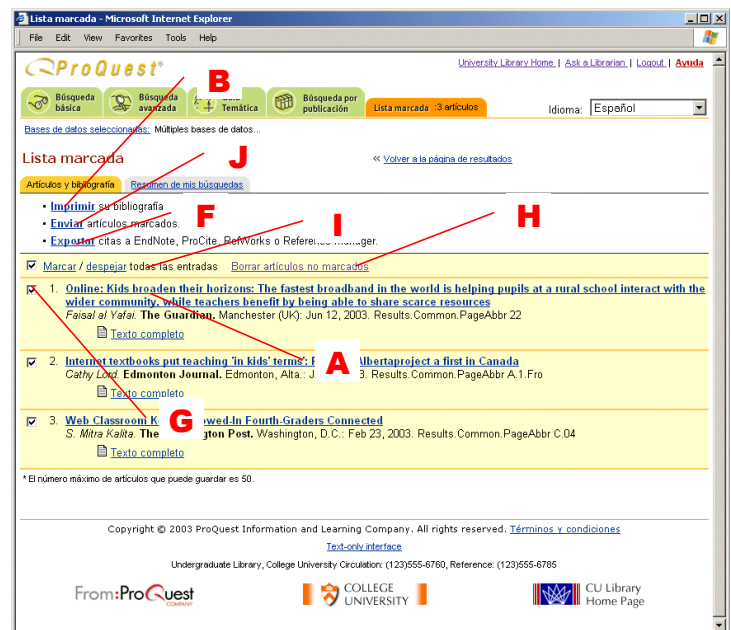 Lista marcada - Microsoft Internet Explorer
File Edit View Favorites Tools Help
ProQuest®
University Library Home | Ask a Librarian | Logout | Ayuda
B
Búsqueda básica
Búsqueda avanzada
Temática
Búsqueda por publicación
Lista marcada :3 artículos
Idioma: Español
Bases de datos seleccionadas: Múltiples bases de datos...
Lista marcada
J
« Volver a la página de resultados
Artículos y bibliografía
Resumen de mis búsquedas
Imprimir su bibliografía
F
I
H
Enviar artículos marcados.
Exportar citas a EndNote, ProCite, RefWorks o Reference Manager.
Marcar / despejar todas las entradas Borrar artículos no marcados
1. Online: Kids broaden their horizons: The fastest broadband in the world is helping pupils at a rural school interact with the
wider community, while teachers benefit by being able to share scarce resources
Faisal al Yafai. The Guardian. Manchester (UK): Jun 12, 2003. Results.Common.PageAbbr 22
Texto completo
A
2. Internet textbooks put teaching 'in kids' terms': Albertaproject a first in Canada
Cathy Lord. Edmonton Journal. Edmonton, Alta.: 3. Results.Common.PageAbbr A.1.Fro
Texto completo
G
3. Web Classroom owed-In Fourth-Graders Connected
S. Mitra Kalita. The gton Post. Washington, D.C.: Feb 23, 2003. Results.Common.PageAbbr C.04
Texto completo
* El número máximo de artículos que puede guardar es 50.
Copyright © 2003 ProQuest Information and Learning Company. All rights reserved. Términos y condiciones
Text-only interface
Undergraduate Library, College University Circulation: (123)555-6760, Reference: (123)555-6785
From:ProQuest
COMPANY
COLLEGE
UNIVERSITY
CU Library
Home Page